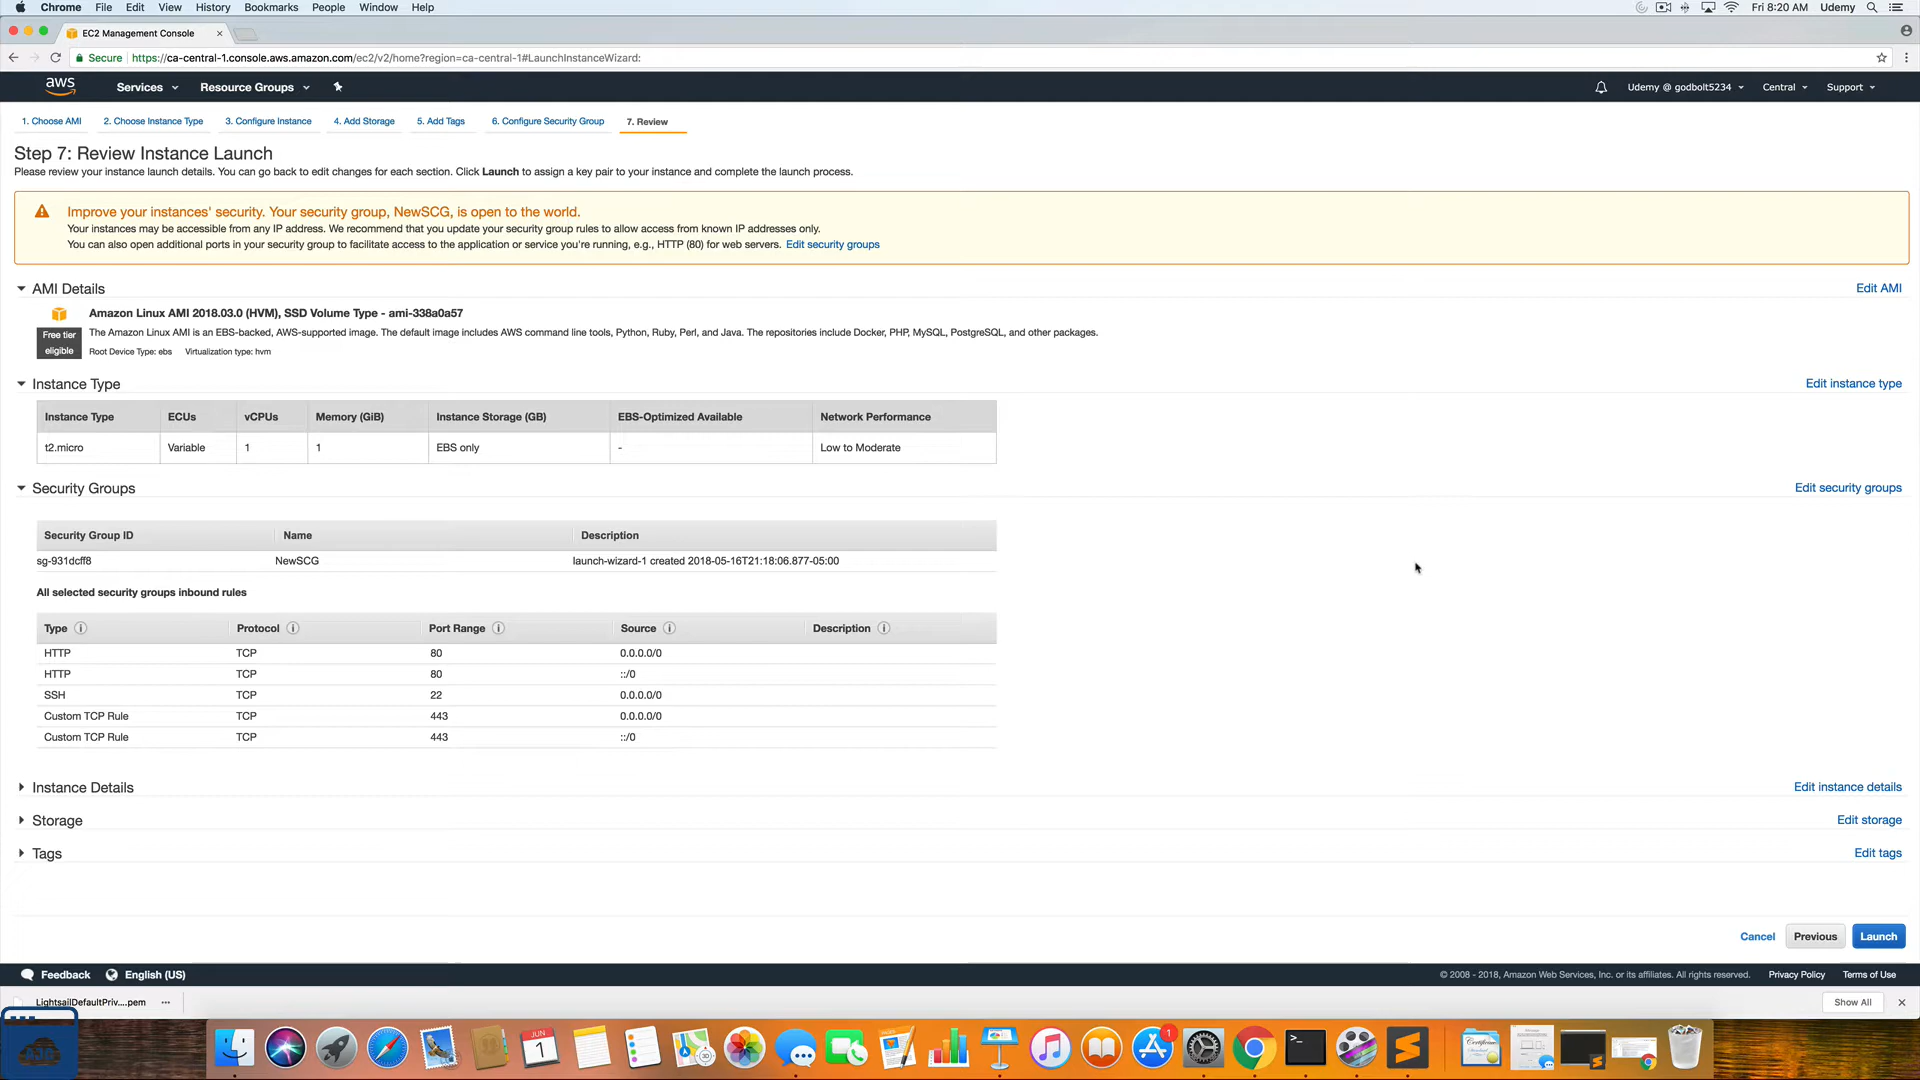 Chrome File Edit View History Bookmarks People Window Help Fri 8:20 AM Udemy
EC2 Management Console
Secure https://ca-central-1.console.aws.amazon.com/ec2/v2/home?region=ca-central-1#LaunchInstanceWizard:
aws Services Resource Groups Udemy @ godbolt5234 Central Support
1. Choose AMI 2. Choose Instance Type 3. Configure Instance 4. Add Storage 5. Add Tags 6. Configure Security Group 7. Review
Step 7: Review Instance Launch
Please review your instance launch details. You can go back to edit changes for each section. Click Launch to assign a key pair to your instance and complete the launch process.
Improve your instances' security. Your security group, NewSCG, is open to the world.
Your instances may be accessible from any IP address. We recommend that you update your security group rules to allow access from known IP addresses only.
You can also open additional ports in your security group to facilitate access to the application or service you're running, e.g., HTTP (80) for web servers. Edit security groups
AMI Details Edit AMI
Amazon Linux AMI 2018.03.0 (HVM), SSD Volume Type - ami-338a0a57
Free tier
eligible
The Amazon Linux AMI is an EBS-backed, AWS-supported image. The default image includes AWS command line tools, Python, Ruby, Perl, and Java. The repositories include Docker, PHP, MySQL, PostgreSQL, and other packages.
Root Device Type: ebs Virtualization type: hvm
Instance Type Edit instance type
Instance Type ECUs vCPUs Memory (GiB) Instance Storage (GB) EBS-Optimized Available Network Performance
t2.micro Variable 1 1 EBS only - Low to Moderate
Security Groups Edit security groups
Security Group ID Name Description
sg-931dcff8 NewSCG launch-wizard-1 created 2018-05-16T21:18:06.877-05:00
All selected security groups inbound rules
Type Protocol Port Range Source Description
HTTP TCP 80 0.0.0.0/0
HTTP TCP 80 ::/0
SSH TCP 22 0.0.0.0/0
Custom TCP Rule TCP 443 0.0.0.0/0
Custom TCP Rule TCP 443 ::/0
Instance Details Edit instance details
Storage Edit storage
Tags Edit tags
Cancel Previous Launch
Feedback English (US) © 2008 - 2018, Amazon Web Services, Inc. or its affiliates. All rights reserved. Privacy Policy Terms of Use
LightsailDefaultPriv....pem Show All
JUN
1
3D
1